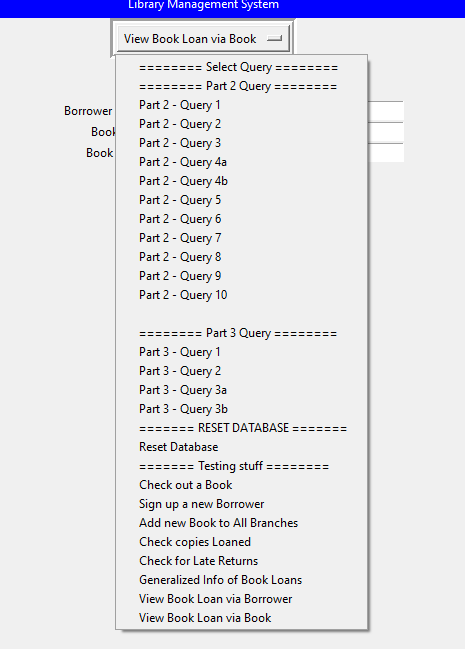 Library Management System
View Book Loan via Book
======== Select Query ========
======== Part 2 Query ========
Borrower
Part 2 - Query 1
Book
Part 2 - Query 2
Book
Part 2 - Query 3
Part 2 - Query 4a
Part 2 - Query 4b
Part 2 - Query 5
Part 2 - Query 6
Part 2 - Query 7
Part 2 - Query 8
Part 2 - Query 9
Part 2 - Query 10
======== Part 3 Query ========
Part 3 - Query 1
Part 3 - Query 2
Part 3 - Query 3a
Part 3 - Query 3b
======= RESET DATABASE =======
Reset Database
======= Testing stuff ========
Check out a Book
Sign up a new Borrower
Add new Book to All Branches
Check copies Loaned
Check for Late Returns
Generalized Info of Book Loans
View Book Loan via Borrower
View Book Loan via Book